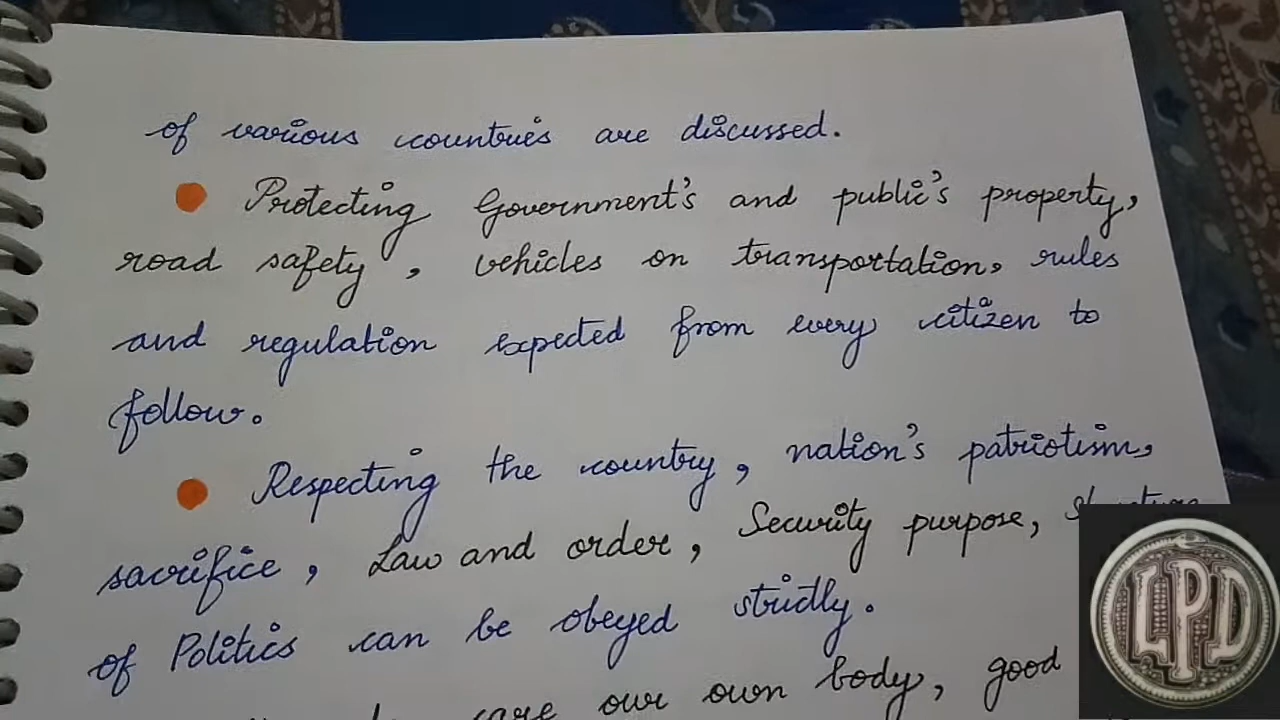 of various countries are discussed.
Protecting Government's and public's property,
road safety, vehicles on transportation, rules
and regulation expected from every citizen to
follow.
Respecting the country, nation's patriotism,
sacrifice, Law and order, Security purpose,
of Politics can be obeyed strictly.
care our own body, good
LPD